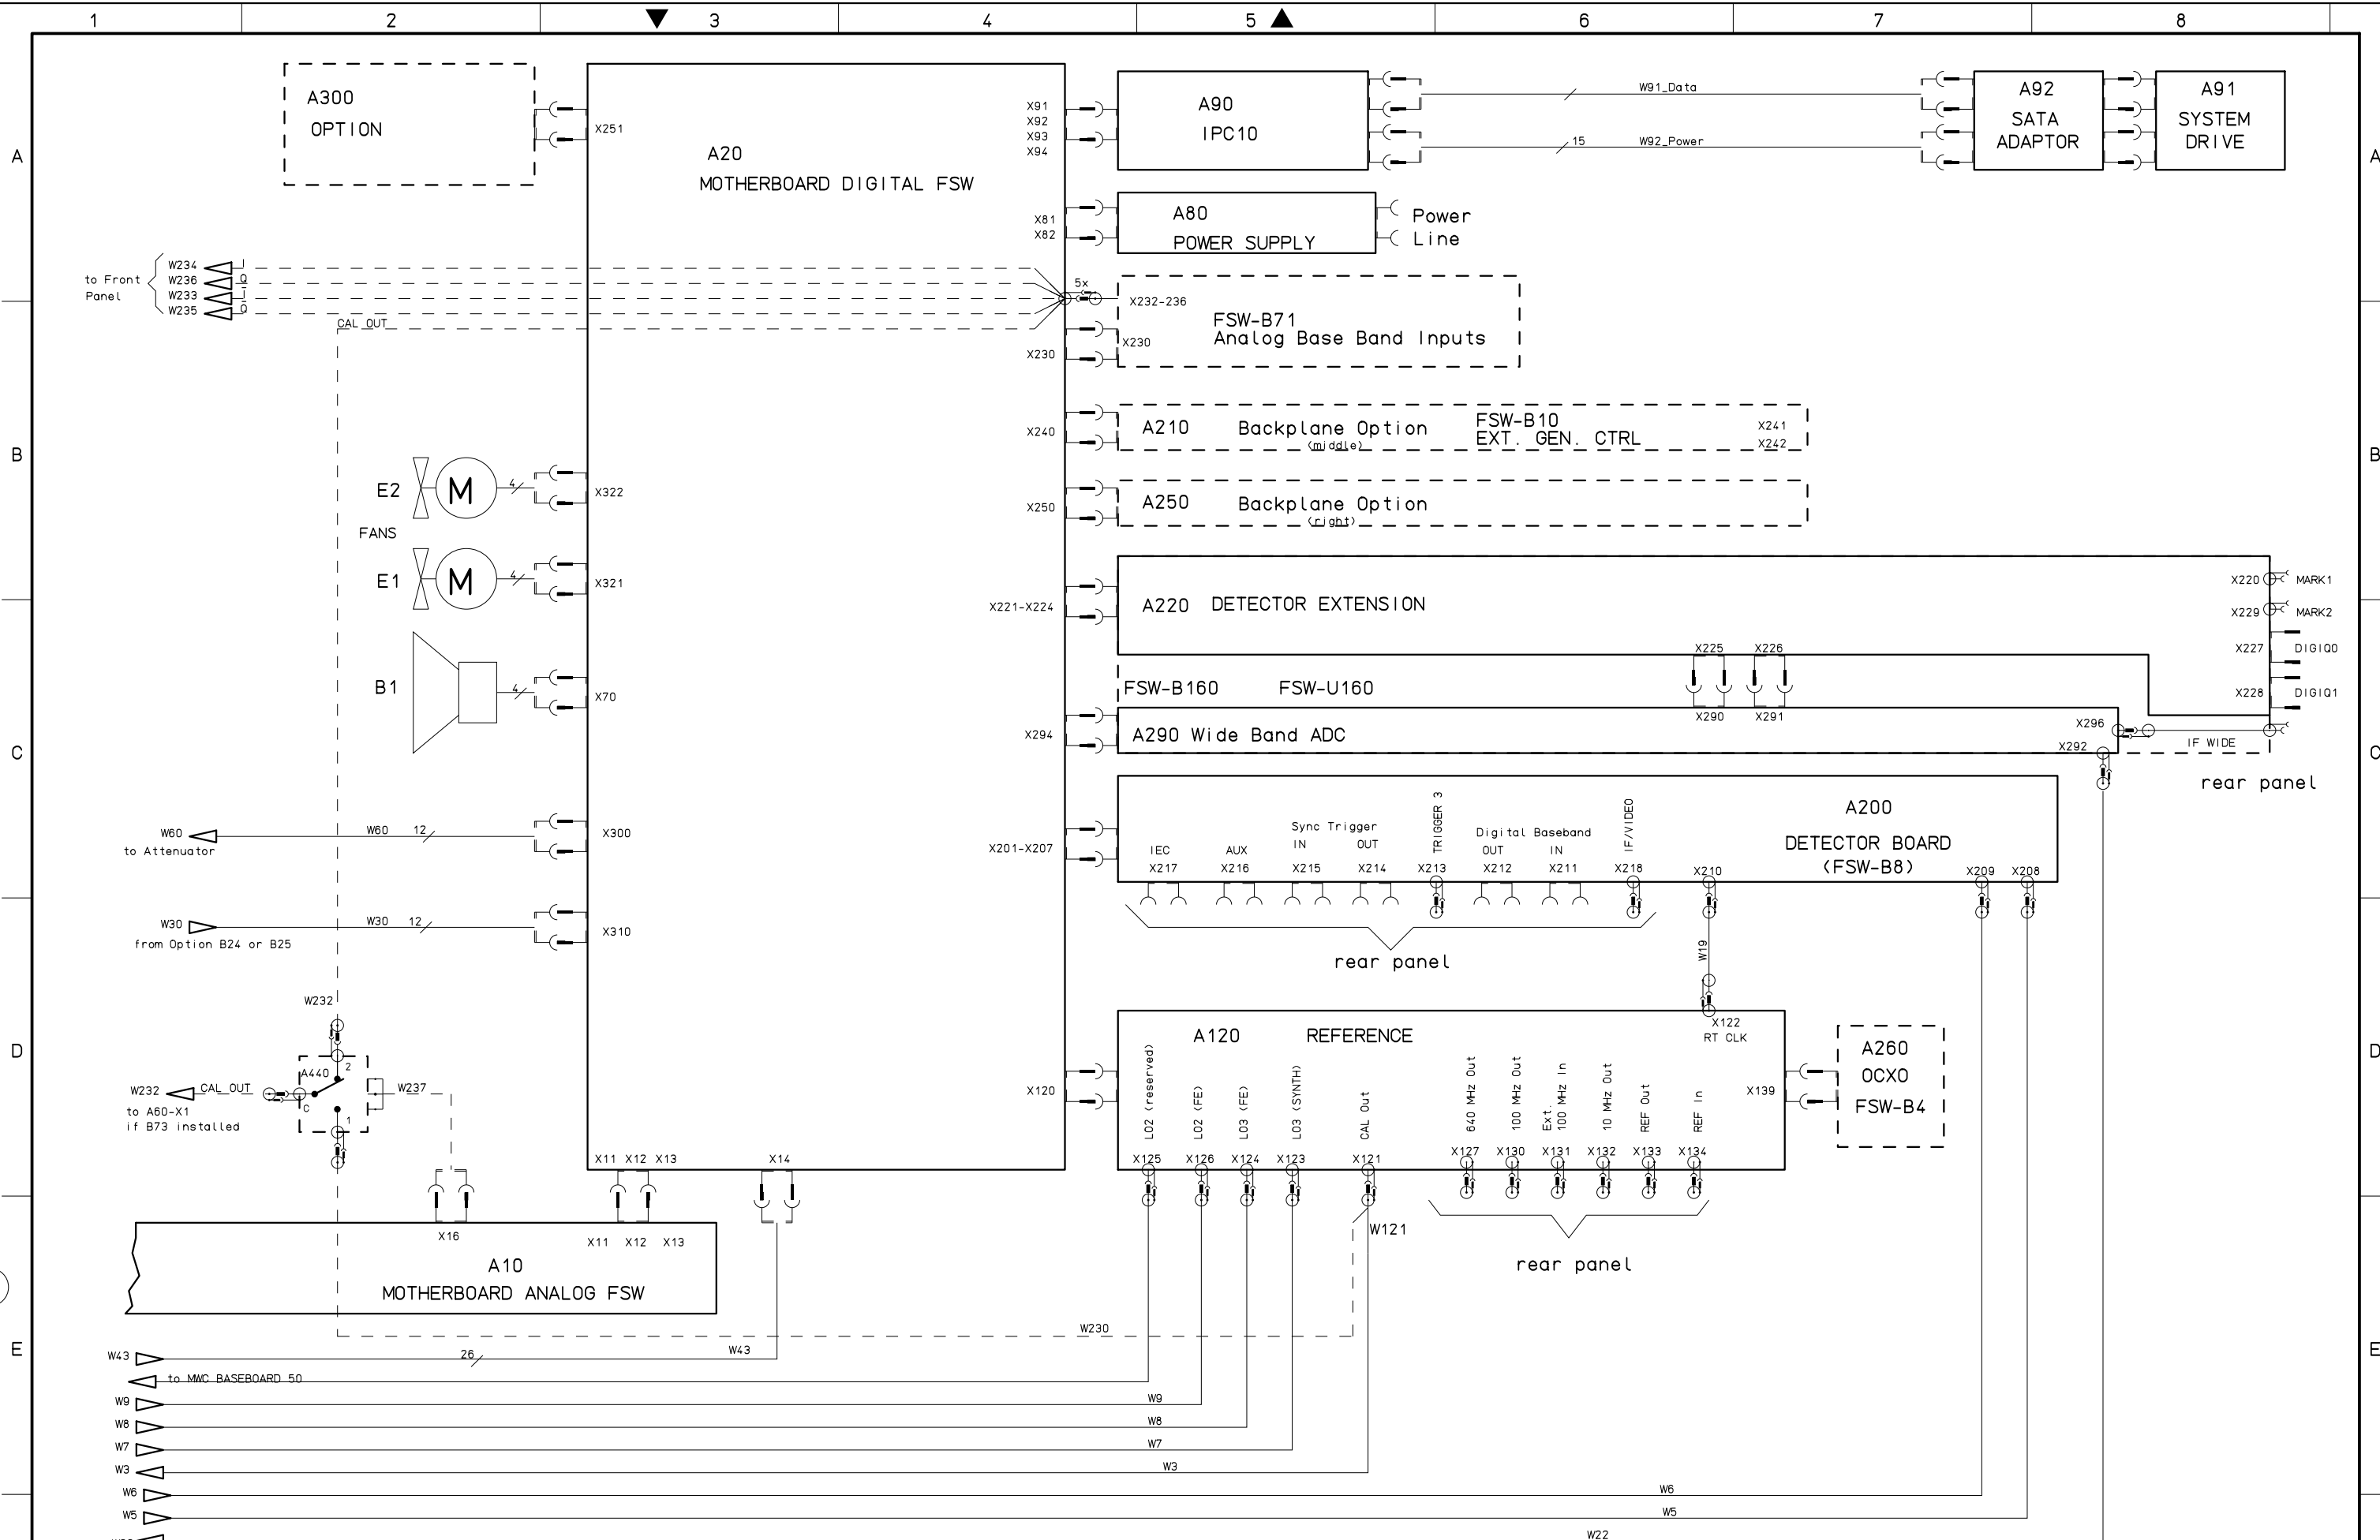 1 2 3 4 5 6 7 8
A
B
C
D
E
A
B
C
D
E
A300
OPTION
X251
A20
MOTHERBOARD DIGITAL FSW
X91
X92
X93
X94
A90
IPC10
W91_Data
15 W92_Power
A92
SATA
ADAPTOR
A91
SYSTEM
DRIVE
X81
X82
A80
POWER SUPPLY
Power
Line
to Front
Panel
W234 I
W236 Q
W233 I
W235 Q
CAL OUT
5x
X232-236
FSW-B71
Analog Base Band Inputs
X230
X230
X240
A210 Backplane Option
(middle)
FSW-B10
EXT. GEN. CTRL
X241
X242
X250
A250 Backplane Option
(right)
E2 M 4 X322
FANS
E1 M 4 X321
B1 4 X70
X221-X224
A220 DETECTOR EXTENSION
X220 MARK1
X229 MARK2
X227 DIGIQ0
X228 DIGIQ1
X225 X226
FSW-B160 FSW-U160
X290 X291
X294
A290 Wide Band ADC
X296
X292
IF WIDE
rear panel
W60 W60 12 X300
to Attenuator
X201-X207
A200
DETECTOR BOARD
(FSW-B8)
IEC
X217
AUX
X216
Sync Trigger
IN OUT
X215 X214
TRIGGER 3
X213
Digital Baseband
OUT IN
X212 X211
IF/VIDEO
X218
X210
X209 X208
rear panel
W30 W30 12 X310
from Option B24 or B25
W19
W232
A440
2
C
1
W232 CAL OUT
to A60-X1
if B73 installed
W237
X120
A120 REFERENCE
X122
RT CLK
LO2 (reserved)
LO2 (FE)
LO3 (FE)
LO3 (SYNTH)
CAL Out
640 MHz Out
100 MHz Out
Ext.
100 MHz In
10 MHz Out
REF Out
REF In
X125 X126 X124 X123 X121 X127 X130 X131 X132 X133 X134
X139
A260
OCXO
FSW-B4
X11 X12 X13 X14
X16 X11 X12 X13
A10
MOTHERBOARD ANALOG FSW
W121
rear panel
W230
W43 26 W43
to MWC BASEBOARD 50
W9 W9
W8 W8
W7 W7
W3 W3
W6 W6
W5 W5
W22